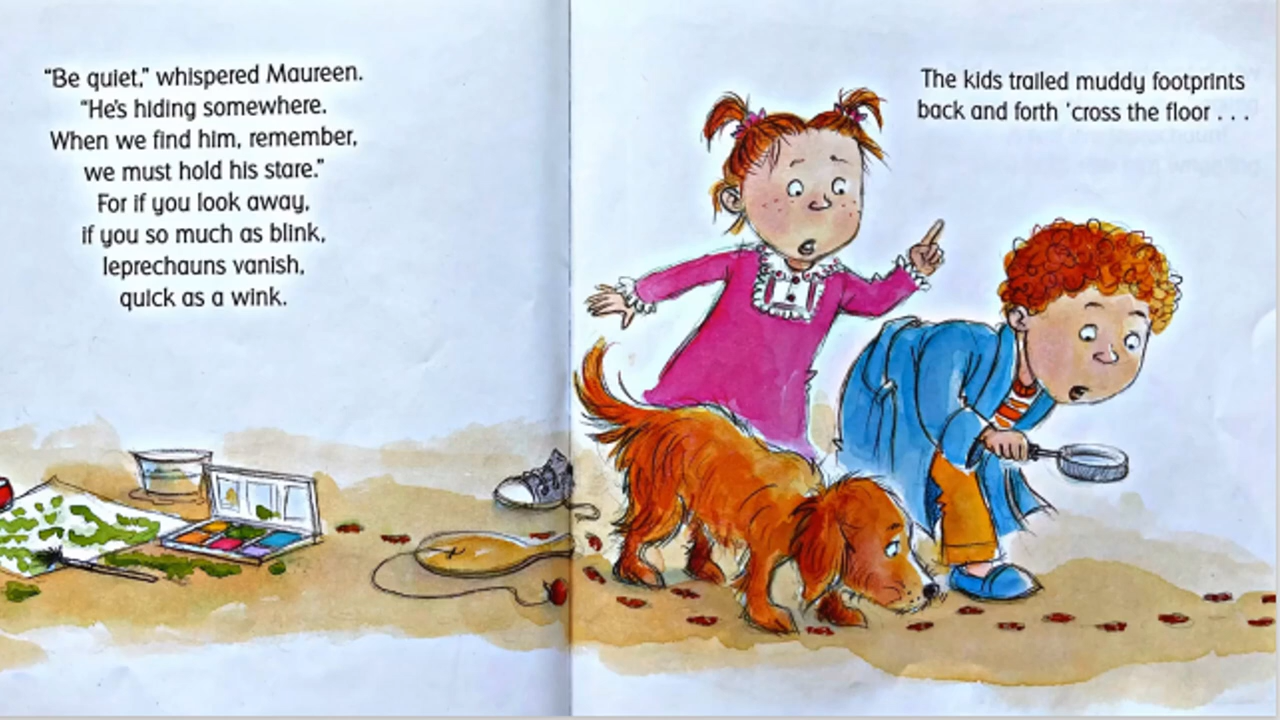 “Be quiet,” whispered Maureen.
“He’s hiding somewhere.
When we find him, remember,
we must hold his stare.”
For if you look away,
if you so much as blink,
leprechauns vanish,
quick as a wink.
The kids trailed muddy footprints
back and forth ’cross the floor . . .